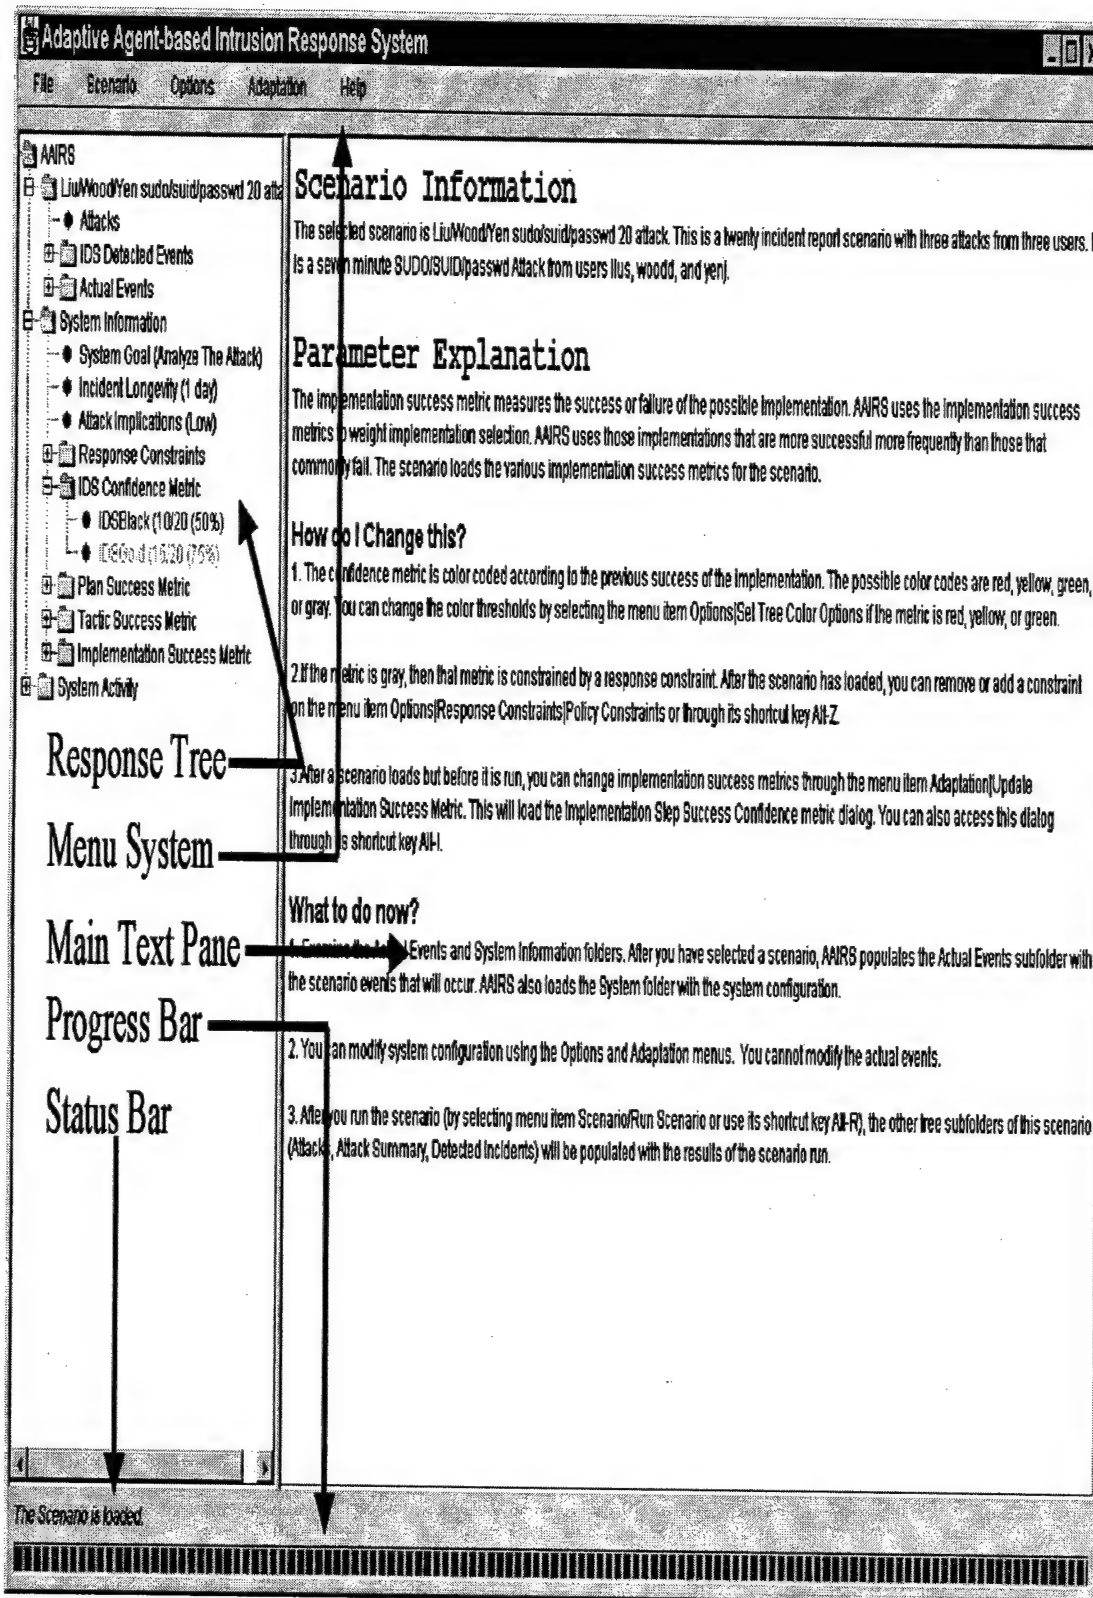 Adaptive Agent-based Intrusion Response System
File Scenario Options Adaptation Help
AAIRS
Liu/Wood/Yen sudo/suid/passwd 20 atta
Attacks
IDS Detected Events
Actual Events
System Information
System Goal (Analyze The Attack)
Incident Longevity (1 day)
Attack Implications (Low)
Response Constraints
IDS Confidence Metric
IDSBlack (10/20 (50%)
(15/20 (75%)
Plan Success Metric
Tactic Success Metric
Implementation Success Metric
System Activity
Response Tree
Menu System
Main Text Pane
Progress Bar
Status Bar
Scenario Information
The selected scenario is Liu/Wood/Yen sudo/suid/passwd 20 attack. This is a twenty incident report scenario with three attacks from three users.
is a seven minute SUDO/SUID/passwd Attack from users lius, woodd, and yenj.
Parameter Explanation
The implementation success metric measures the success or failure of the possible implementation. AAIRS uses the implementation success
metrics to weight implementation selection. AAIRS uses those implementations that are more successful more frequently than those that
commonly fail. The scenario loads the various implementation success metrics for the scenario.
How do I Change this?
1. The confidence metric is color coded according to the previous success of the implementation. The possible color codes are red, yellow, green,
or gray. You can change the color thresholds by selecting the menu item Options|Set Tree Color Options if the metric is red, yellow, or green.
2.If the metric is gray, then that metric is constrained by a response constraint. After the scenario has loaded, you can remove or add a constraint
on the menu item Options|Response Constraints|Policy Constraints or through its shortcut key Alt-Z.
3.After a scenario loads but before it is run, you can change implementation success metrics through the menu item Adaptation|Update
Implementation Success Metric. This will load the Implementation Step Success Confidence metric dialog. You can also access this dialog
through its shortcut key Alt-I.
What to do now?
1. Examine the Actual Events and System Information folders. After you have selected a scenario, AAIRS populates the Actual Events subfolder with
the scenario events that will occur. AAIRS also loads the System folder with the system configuration.
2. You can modify system configuration using the Options and Adaptation menus. You cannot modify the actual events.
3. After you run the scenario (by selecting menu item Scenario/Run Scenario or use its shortcut key Alt-R), the other tree subfolders of this scenario
(Attacks, Attack Summary, Detected Incidents) will be populated with the results of the scenario run.
The Scenario is loaded.